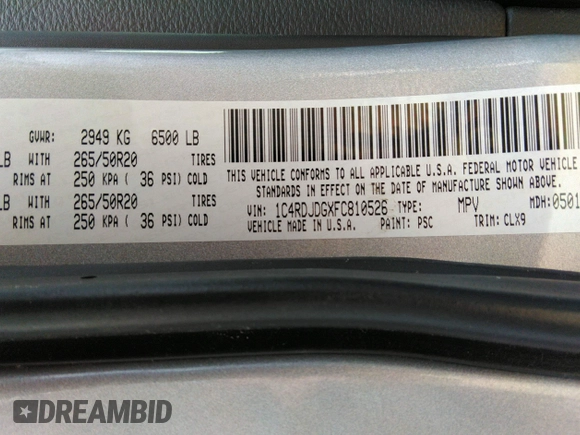 GVWR: 2949 KG 6500 LB
LB WITH 265/50R20 TIRES
RIMS AT 250 KPA ( 36 PSI) COLD
LB WITH 265/50R20 TIRES
RIMS AT 250 KPA ( 36 PSI) COLD
THIS VEHICLE CONFORMS TO ALL APPLICABLE U.S.A. FEDERAL MOTOR VEHICLE
STANDARDS IN EFFECT ON THE DATE OF MANUFACTURE SHOWN ABOVE.
VIN: 1C4RDJDGXFC810526 TYPE: MPV MDH:0501
VEHICLE MADE IN U.S.A. PAINT: PSC TRIM: CLX9
DREAMBID